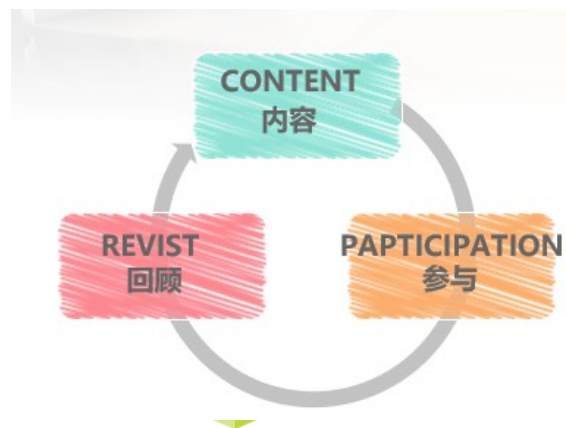 CONTENT
内容
REVIST
回顾
PAPTICIPATION
参与